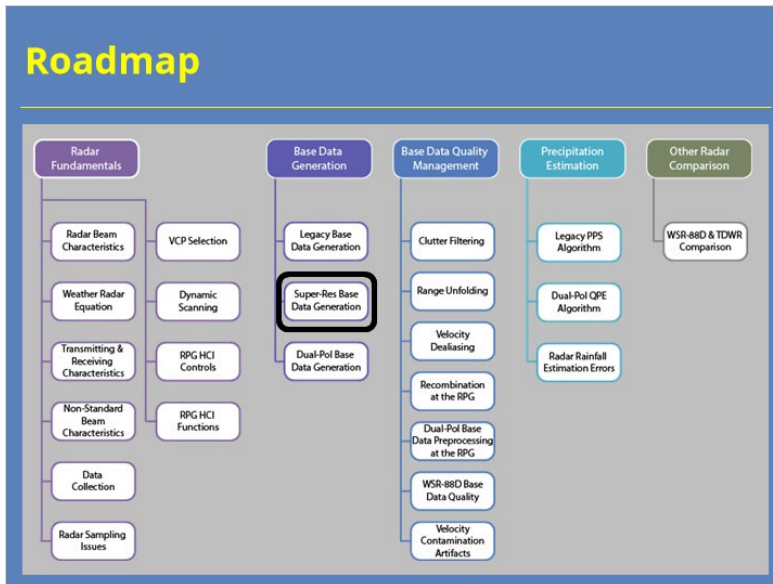 Roadmap
Radar
Fundamentals
Radar Beam
Characteristics
Weather Radar
Equation
Transmitting &
Receiving
Characteristics
Non-Standard
Beam
Characteristics
Data
Collection
Radar Sampling
Issues
VCP Selection
Dynamic
Scanning
RPG HCI
Controls
RPG HCI
Functions
Base Data
Generation
Legacy Base
Data Generation
Super-Res Base
Data Generation
Dual-Pol Base
Data Generation
Base Data Quality
Management
Clutter Filtering
Range Unfolding
Velocity
Dealiasing
Recombination
at the RPG
Dual-Pol Base
Data Preprocessing
at the RPG
WSR-88D Base
Data Quality
Velocity
Contamination
Artifacts
Precipitation
Estimation
Legacy PPS
Algorithm
Dual-Pol QPE
Algorithm
Radar Rainfall
Estimation Errors
Other Radar
Comparison
WSR-88D & TDWR
Comparison